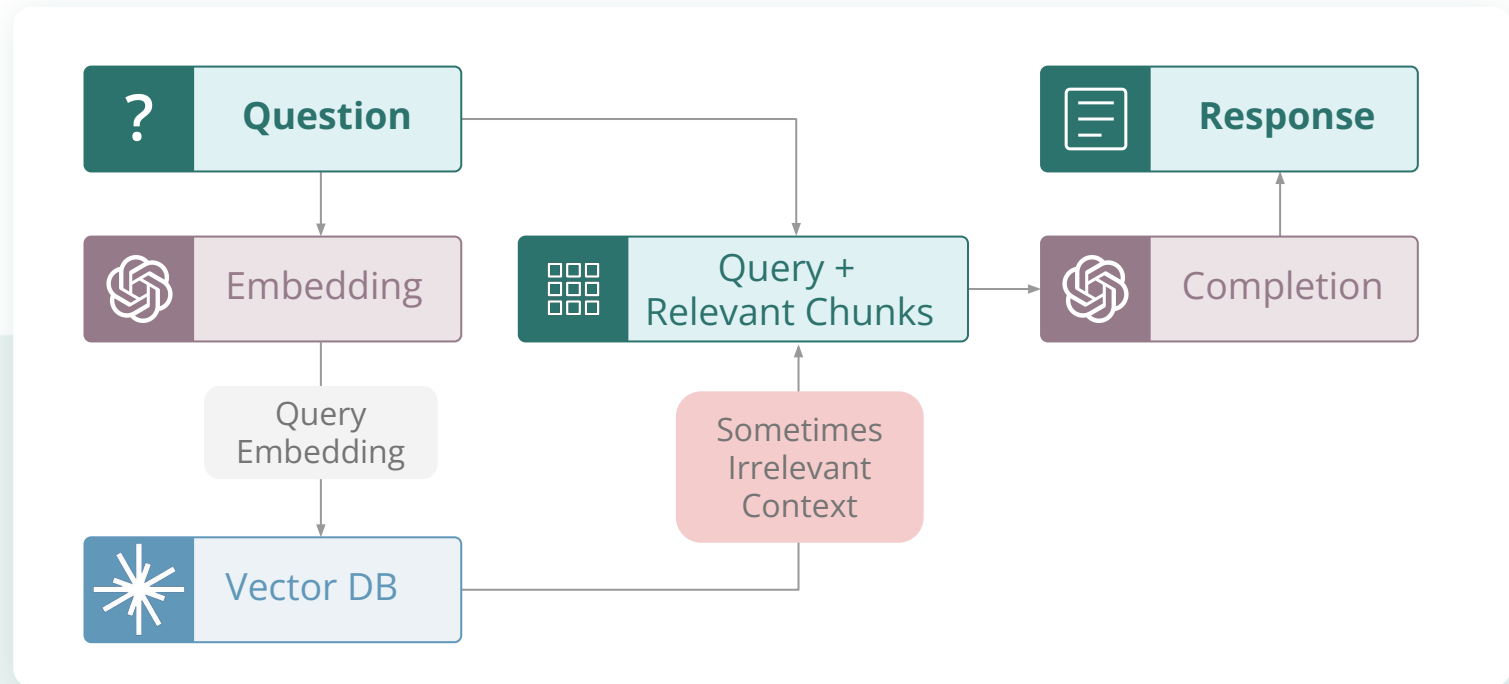 ?
Question
Response
Embedding
Query +
Relevant Chunks
Completion
Query
Embedding
Sometimes
Irrelevant
Context
Vector DB